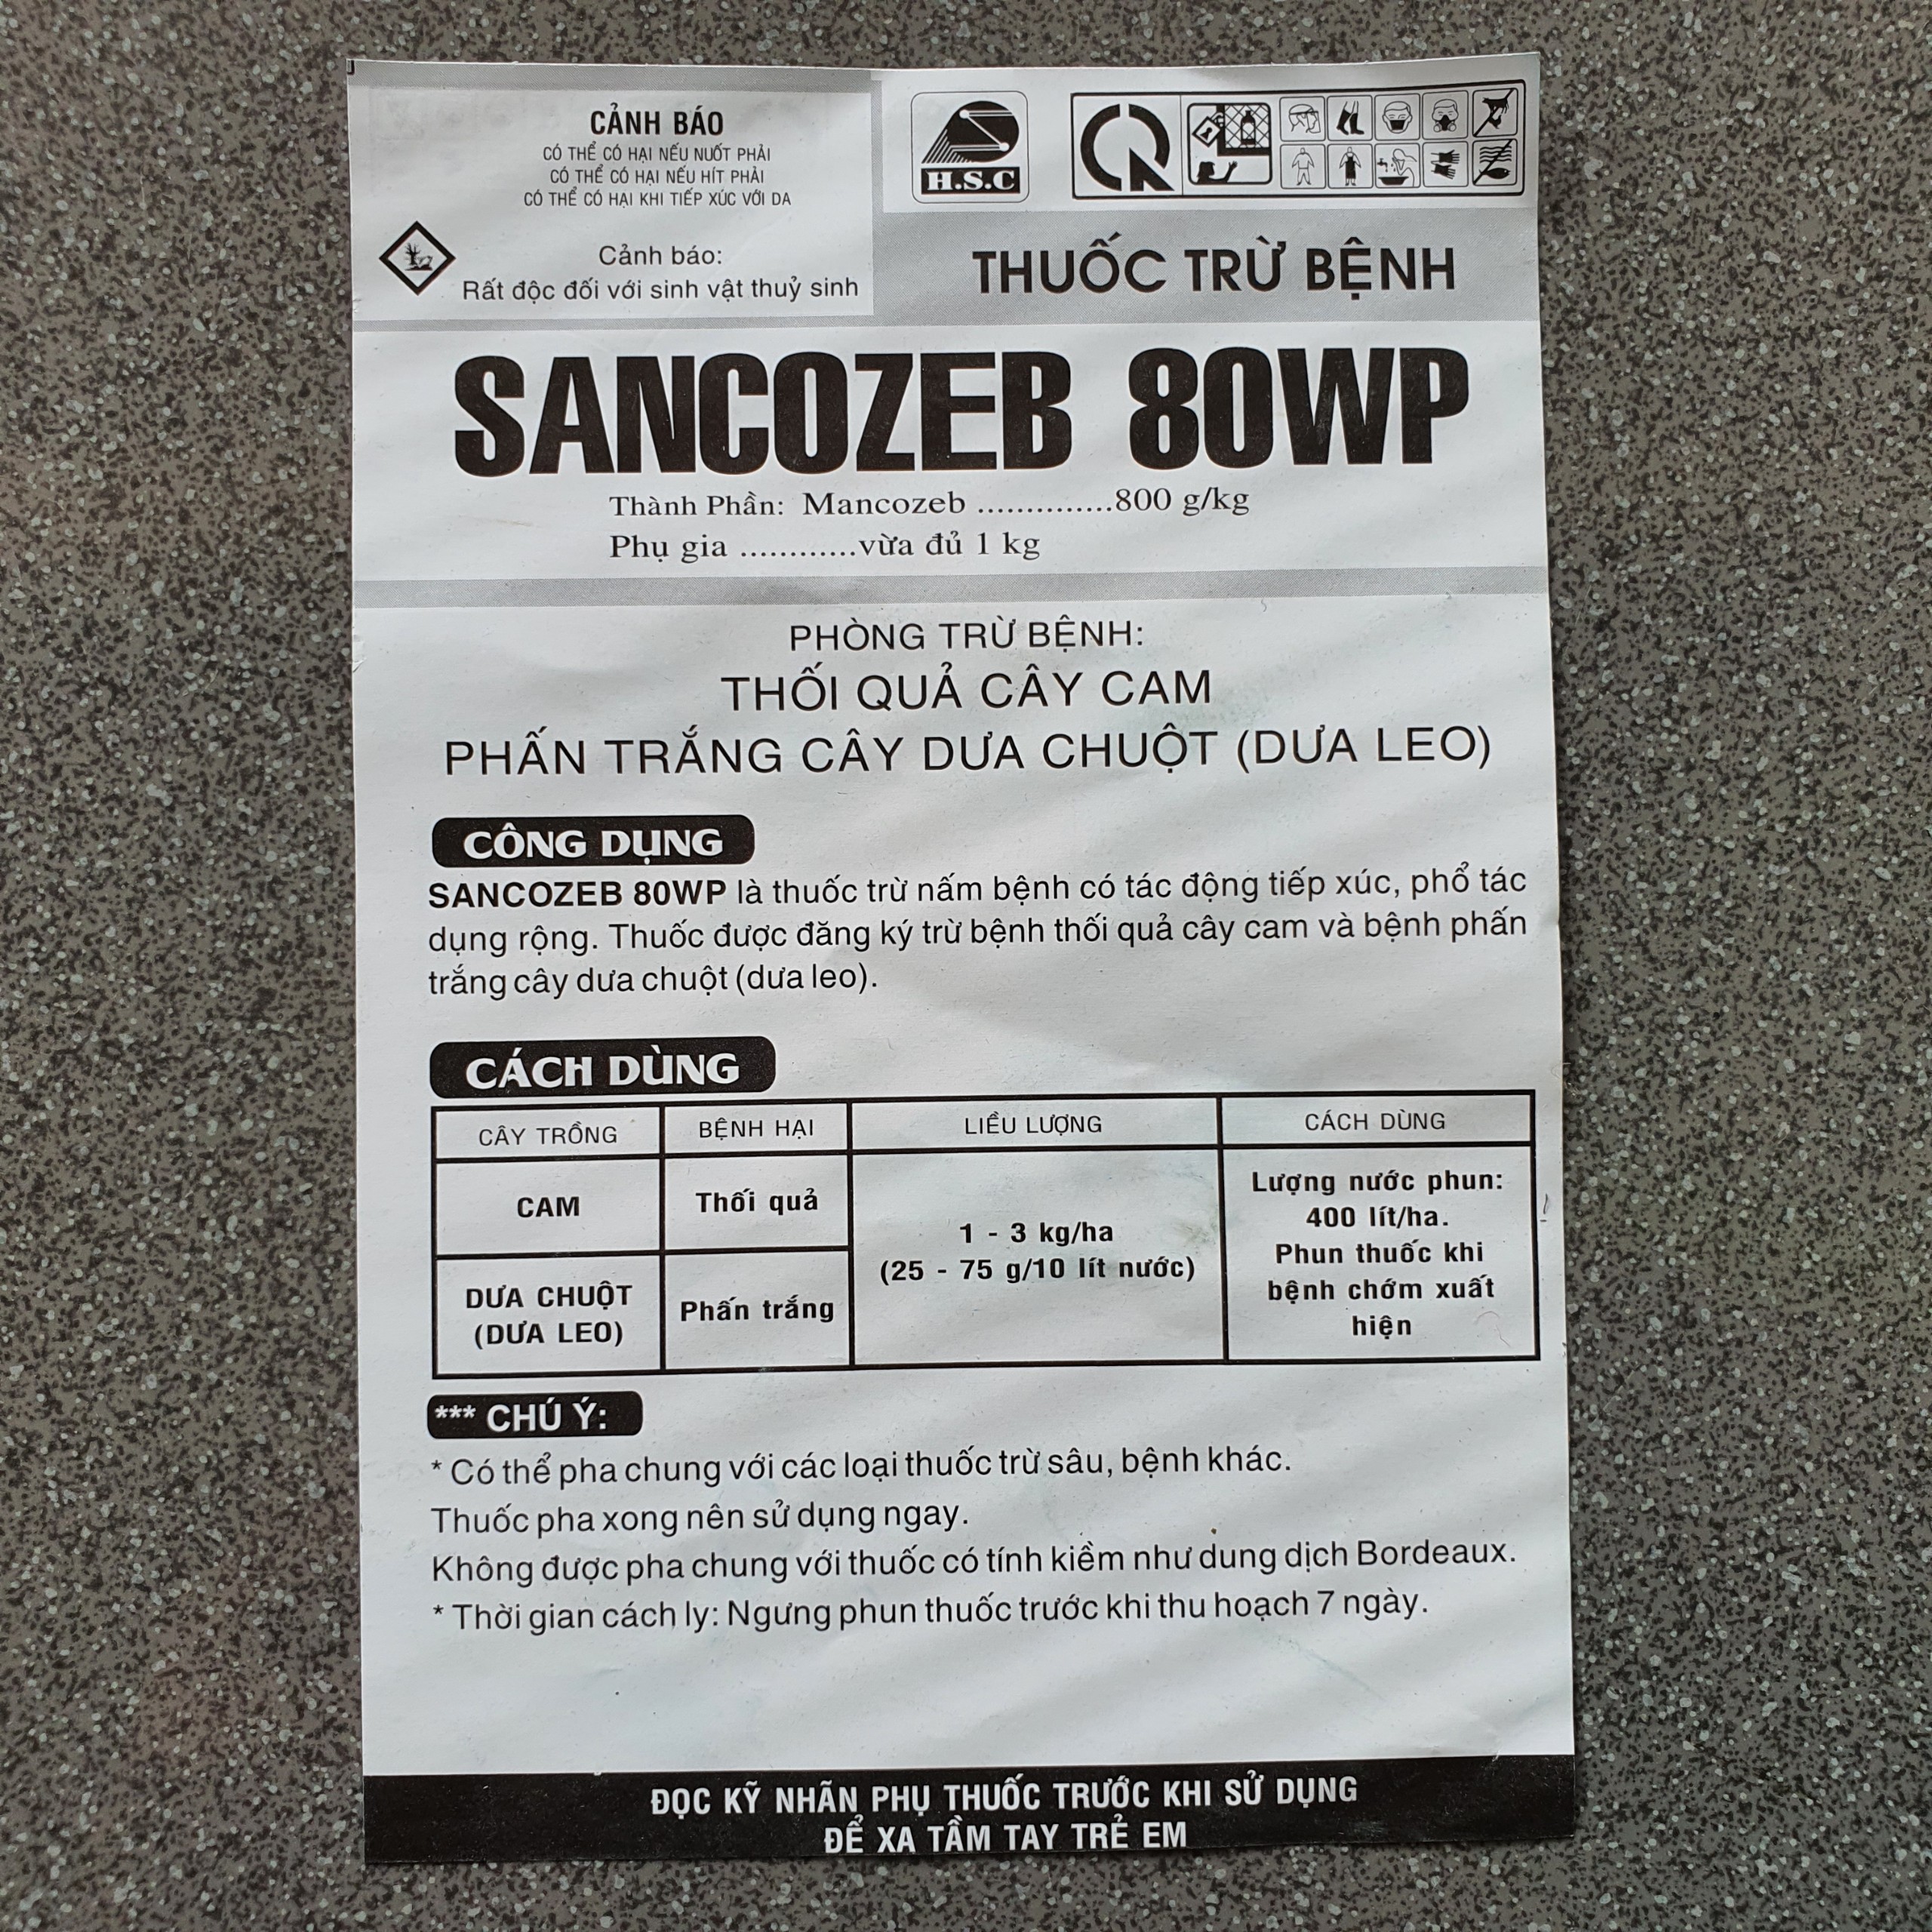 CẢNH BÁO
CÓ THỂ CÓ HẠI NẾU NUỐT PHẢI
CÓ THỂ CÓ HẠI NẾU HÍT PHẢI
CÓ THỂ CÓ HẠI KHI TIẾP XÚC VỚI DA
Cảnh báo:
Rất độc đối với sinh vật thuỷ sinh
H.S.C
THUỐC TRỪ BỆNH
SANCOZEB 80WP
Thành Phần: Mancozeb ..............800 g/kg
Phụ gia ............vừa đủ 1 kg
PHÒNG TRỪ BỆNH:
THỐI QUẢ CÂY CAM
PHẤN TRẮNG CÂY DƯA CHUỘT (DƯA LEO)
CÔNG DỤNG
SANCOZEB 80WP là thuốc trừ nấm bệnh có tác động tiếp xúc, phổ tác
dụng rộng. Thuốc được đăng ký trừ bệnh thối quả cây cam và bệnh phấn
trắng cây dưa chuột (dưa leo).
CÁCH DÙNG
CÂY TRỒNG BỆNH HẠI LIỀU LƯỢNG CÁCH DÙNG
CAM
Thối quả
DƯA CHUỘT
(DƯA LEO)
Phấn trắng
1 - 3 kg/ha
(25 - 75 g/10 lít nước)
Lượng nước phun:
400 lít/ha.
Phun thuốc khi
bệnh chớm xuất
hiện
*** CHÚ Ý:
* Có thể pha chung với các loại thuốc trừ sâu, bệnh khác.
Thuốc pha xong nên sử dụng ngay.
Không được pha chung với thuốc có tính kiềm như dung dịch Bordeaux.
* Thời gian cách ly: Ngưng phun thuốc trước khi thu hoạch 7 ngày.
ĐỌC KỸ NHÃN PHỤ THUỐC TRƯỚC KHI SỬ DỤNG
ĐỂ XA TẦM TAY TRẺ EM